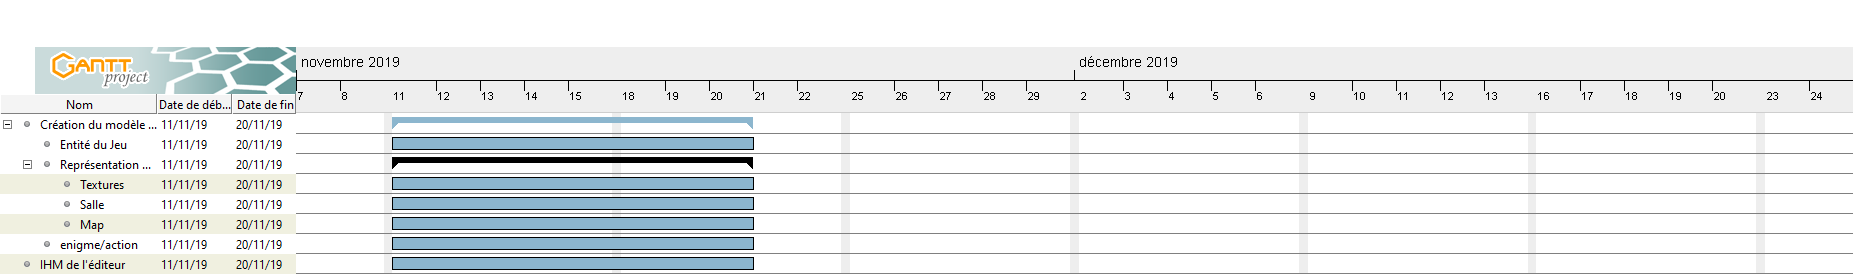 GANTT
project
novembre 2019 décembre 2019
Nom Date de déb... Date de fin 7 8 11 12 13 14 15 18 19 20 21 22 25 26 27 28 29 2 3 4 5 6 9 10 11 12 13 16 17 18 19 20 23 24
Création du modèle ... 11/11/19 20/11/19
Entité du Jeu 11/11/19 20/11/19
Représentation ... 11/11/19 20/11/19
Textures 11/11/19 20/11/19
Salle 11/11/19 20/11/19
Map 11/11/19 20/11/19
enigme/action 11/11/19 20/11/19
IHM de l'éditeur 11/11/19 20/11/19